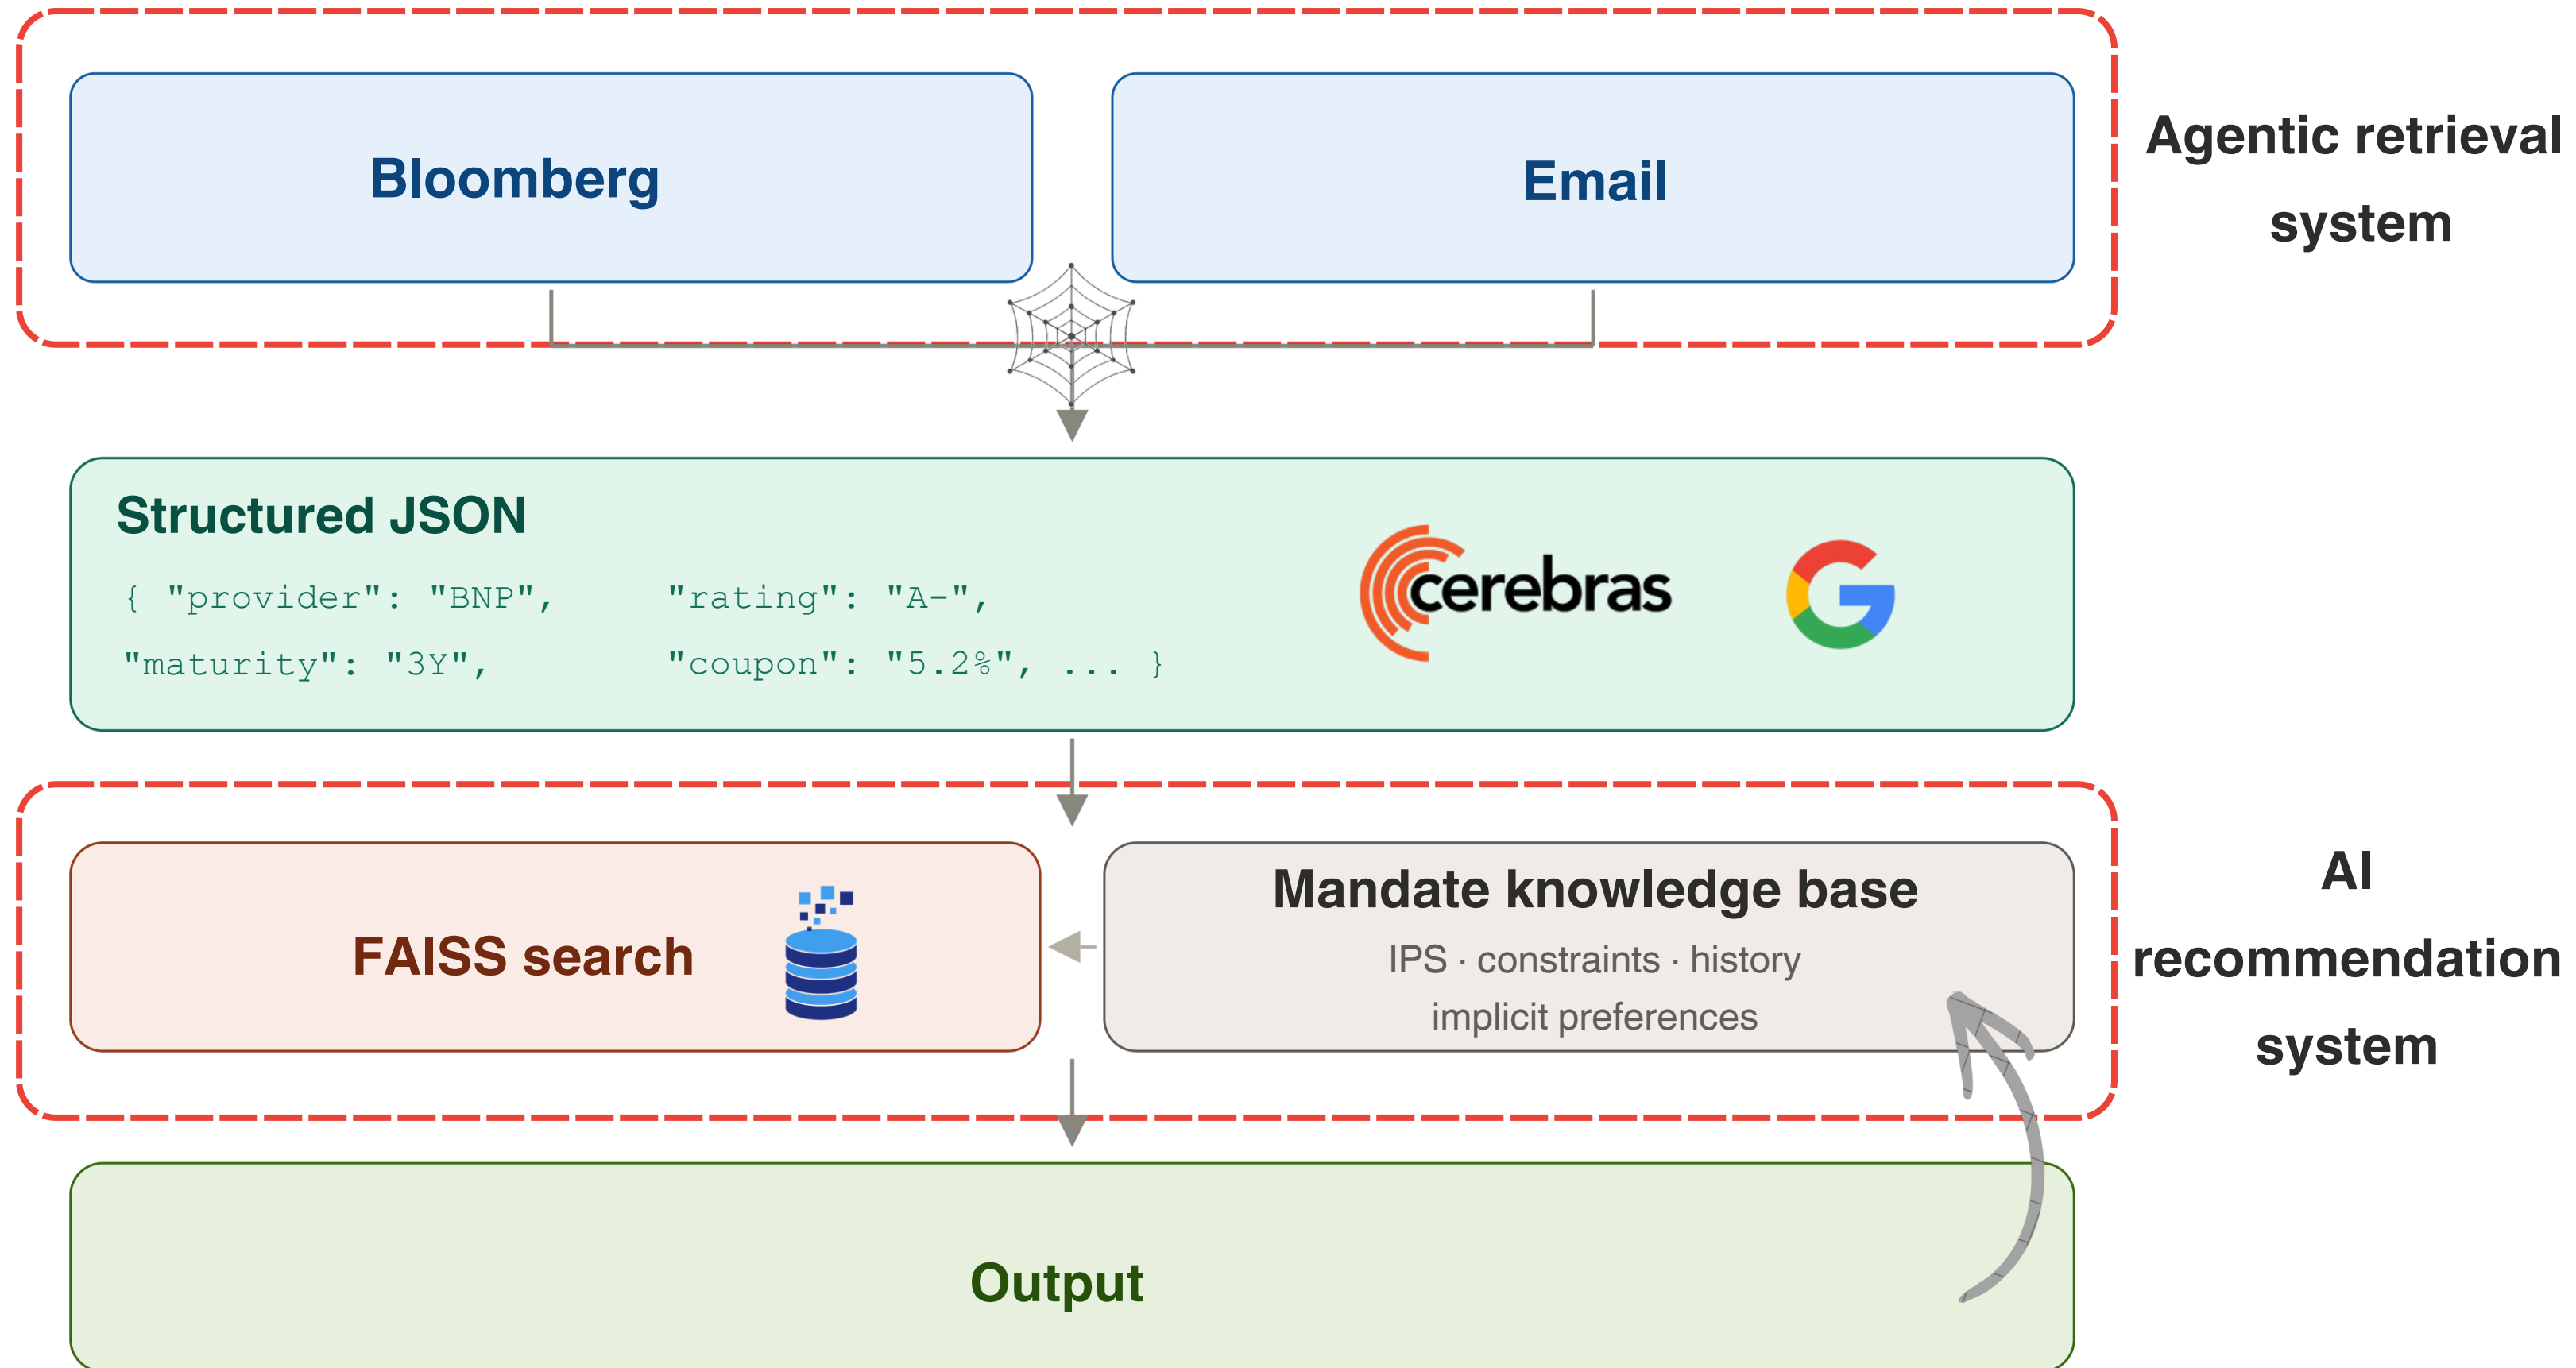 Bloomberg
Email
Agentic retrieval
system
Structured JSON
{ "provider": "BNP", "rating": "A-",
"maturity": "3Y", "coupon": "5.2%", ... }
cerebras
G
FAISS search
Mandate knowledge base
IPS · constraints · history
implicit preferences
AI
recommendation
system
Output